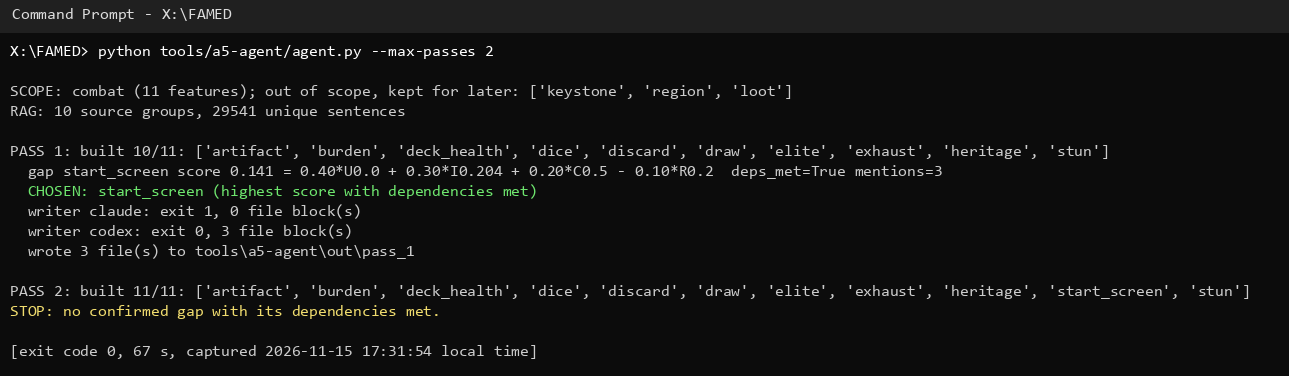 Command Prompt - X:\FAMED
X:\FAMED> python tools/a5-agent/agent.py --max-passes 2
SCOPE: combat (11 features); out of scope, kept for later: ['keystone', 'region', 'loot']
RAG: 10 source groups, 29541 unique sentences
PASS 1: built 10/11: ['artifact', 'burden', 'deck_health', 'dice', 'discard', 'draw', 'elite', 'exhaust', 'heritage', 'stun']
gap start_screen score 0.141 = 0.40*U0.0 + 0.30*I0.204 + 0.20*C0.5 - 0.10*R0.2  deps_met=True mentions=3
CHOSEN: start_screen (highest score with dependencies met)
writer claude: exit 1, 0 file block(s)
writer codex: exit 0, 3 file block(s)
wrote 3 file(s) to tools\a5-agent\out\pass_1
PASS 2: built 11/11: ['artifact', 'burden', 'deck_health', 'dice', 'discard', 'draw', 'elite', 'exhaust', 'heritage', 'start_screen', 'stun']
STOP: no confirmed gap with its dependencies met.
[exit code 0, 67 s, captured 2026-11-15 17:31:54 local time]